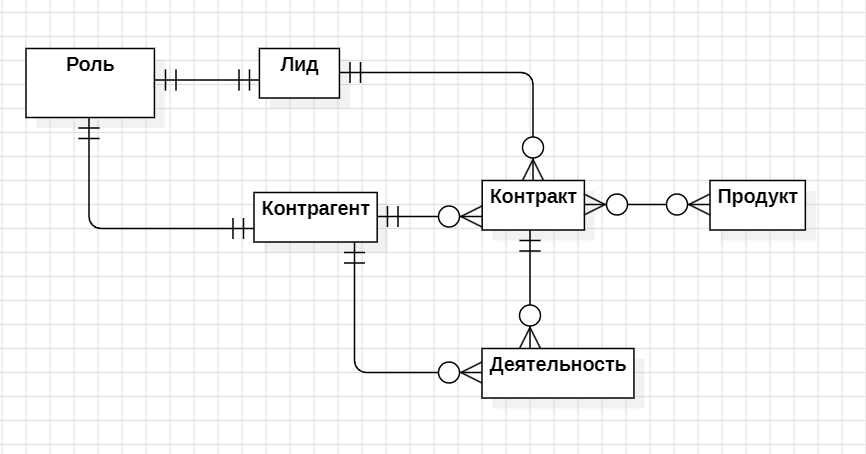 Роль
Лид
Контрагент
Контракт
Продукт
Деятельность